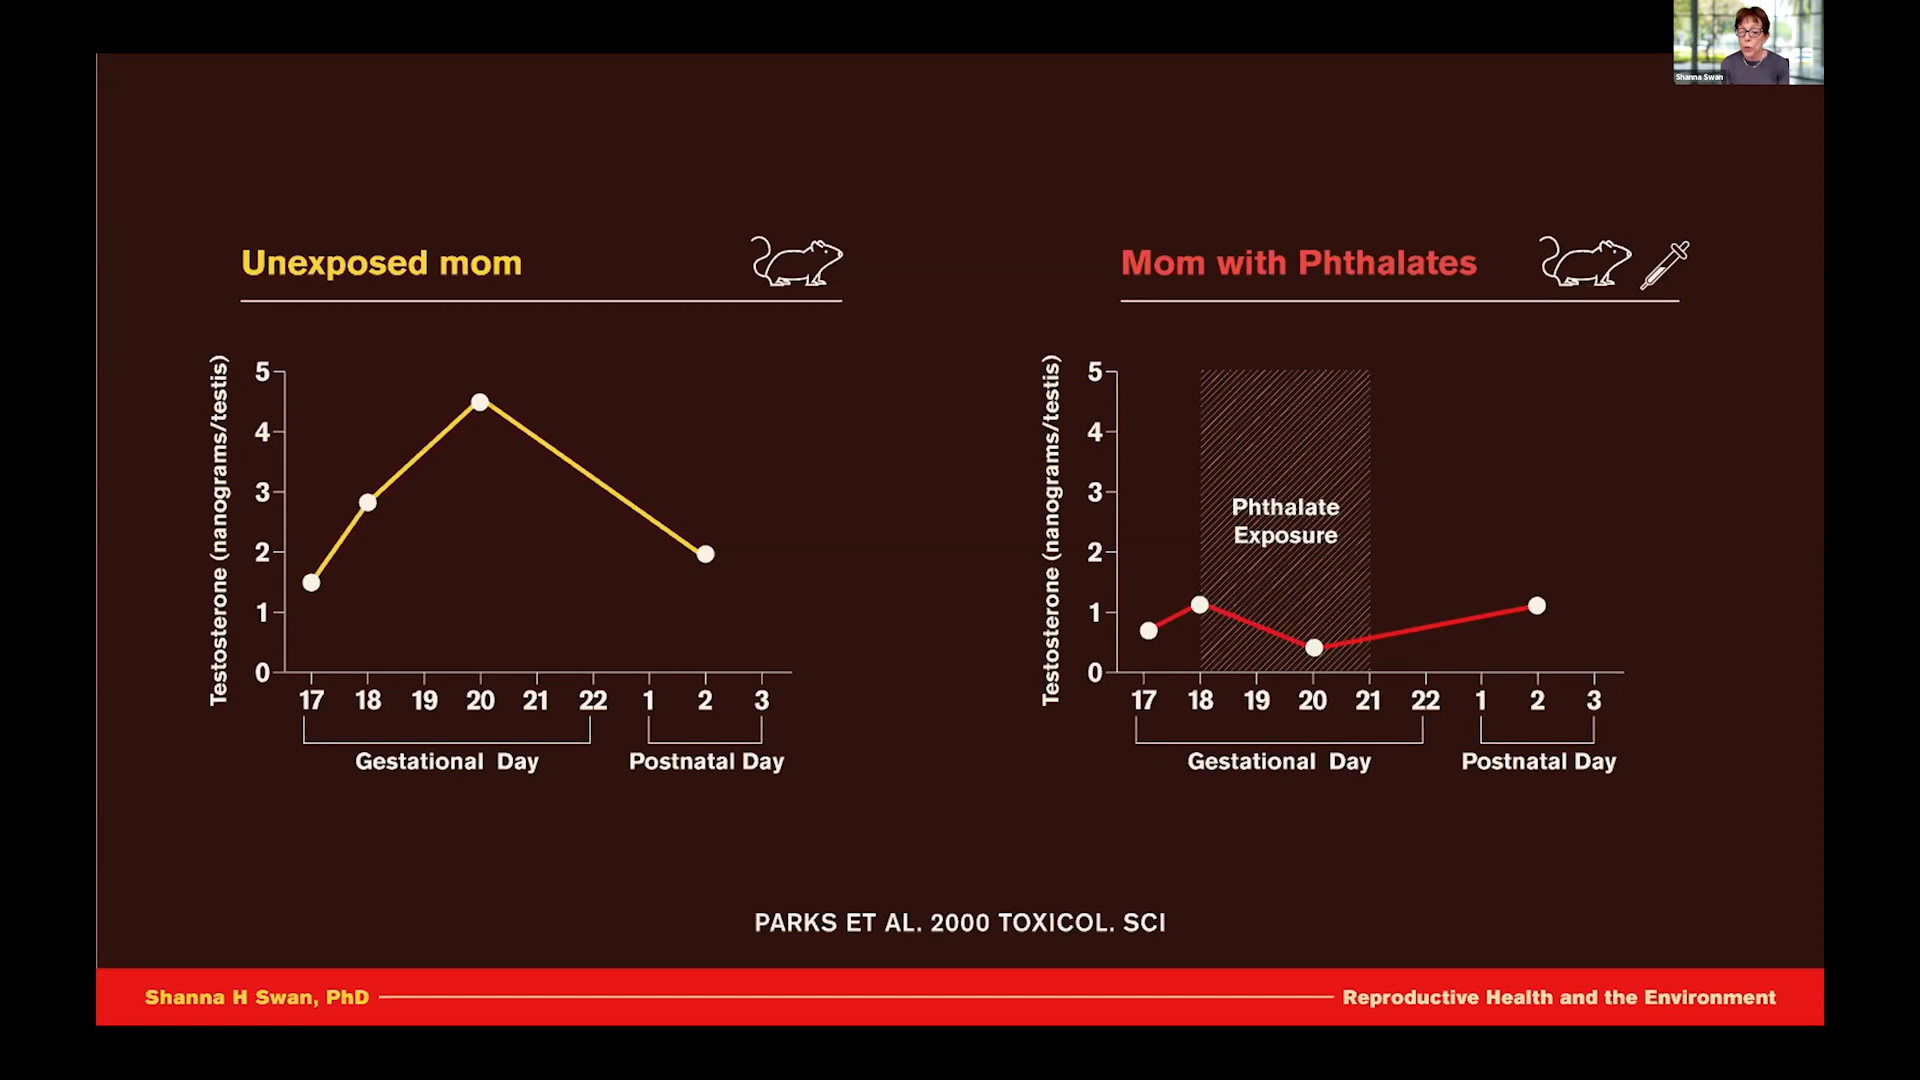 Shanna Swan
Unexposed mom
Mom with Phthalates
Testosterone (nanograms/testis)
5
4
3
2
1
0
17 18 19 20 21 22 1 2 3
Gestational Day Postnatal Day
Testosterone (nanograms/testis)
5
4
3
2
1
0
Phthalate
Exposure
17 18 19 20 21 22 1 2 3
Gestational Day Postnatal Day
PARKS ET AL. 2000 TOXICOL. SCI
Shanna H Swan, PhD
Reproductive Health and the Environment